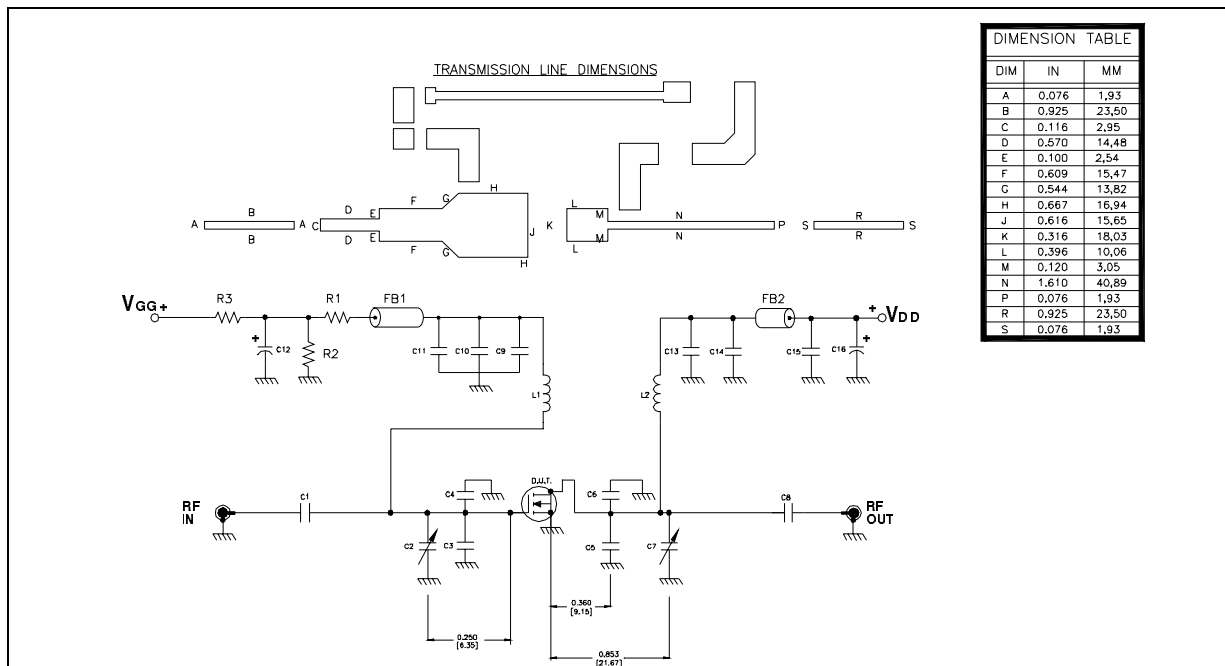 DIMENSION TABLE
DIM IN MM
A 0.076 1,93
B 0.925 23,50
C 0.116 2,95
D 0.570 14,48
E 0.100 2,54
F 0.609 15,47
G 0.544 13,82
H 0.667 16,94
J 0.616 15,65
K 0.316 18,03
L 0.396 10,06
M 0.120 3,05
N 1.610 40,89
P 0.076 1,93
R 0.925 23,50
S 0.076 1,93
TRANSMISSION LINE DIMENSIONS
H
L
B D F G M N R
A A C E J K P S S
B D E F G M N R
H L
VGG+ R3 R1 FB1 FB2 + VDD
+ C12 R2 C11 C10 C9 C13 C14 C15 C16 +
L1 L2
D.U.T.
RF IN C1 C4 C6 C8 RF OUT
C2 C3 C5 C7
0.360
[9.15]
0.250
[6.35]
0.853
[21.67]